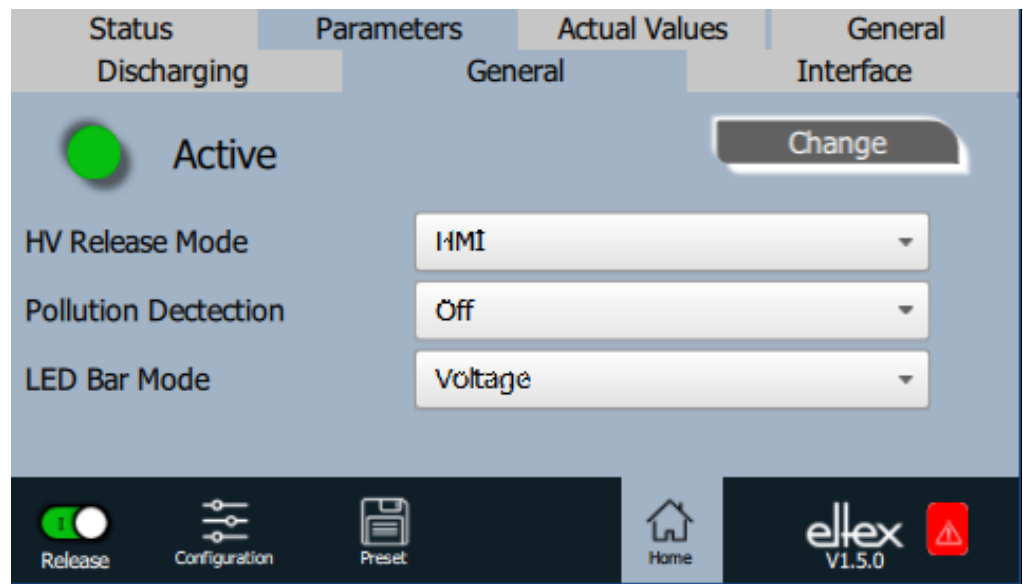 Status Parameters Actual Values General
Discharging General Interface
Active Change
HV Release Mode HMI
Pollution Dectection Off
LED Bar Mode Voltage
I
Release Configuration Preset Home eltex
V1.5.0